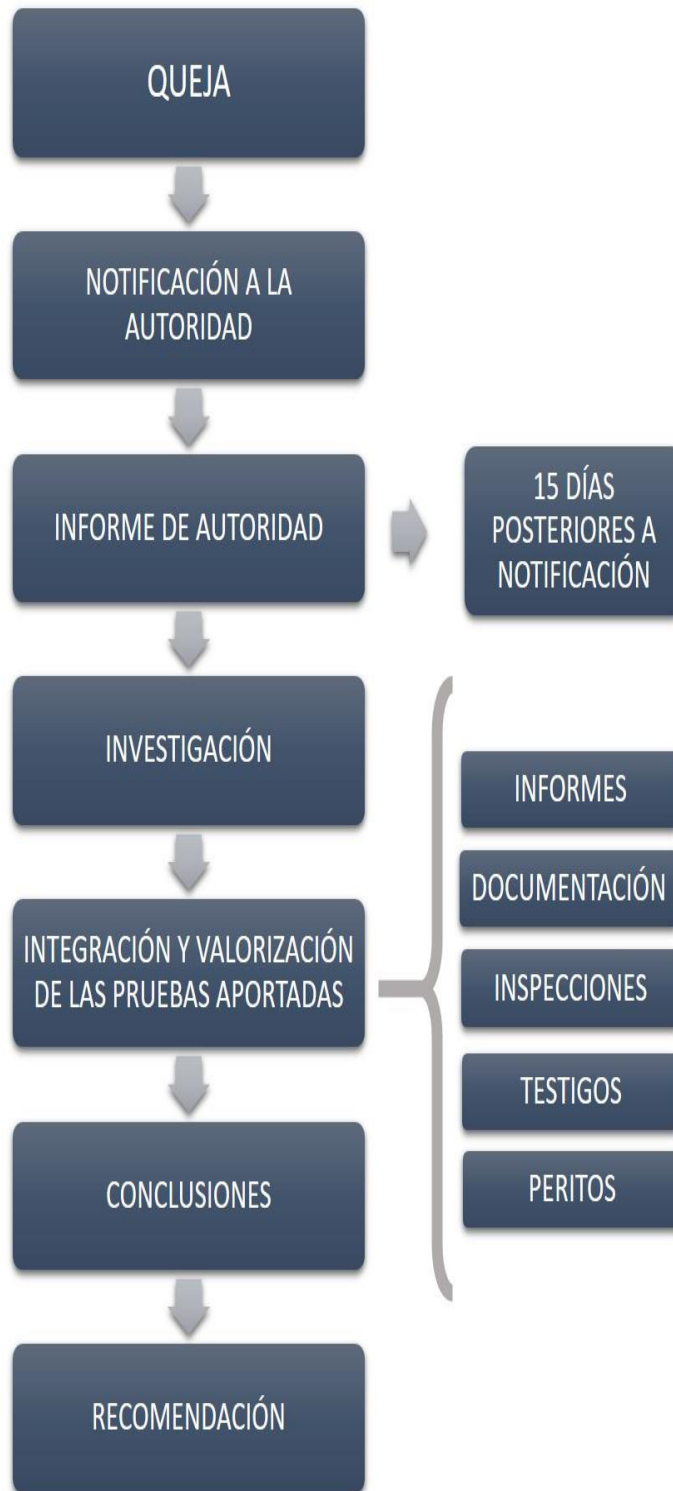 QUEJA
NOTIFICACIÓN A LA
AUTORIDAD
INFORME DE AUTORIDAD
15 DÍAS
POSTERIORES A
NOTIFICACIÓN
INVESTIGACIÓN
INTEGRACIÓN Y VALORIZACIÓN
DE LAS PRUEBAS APORTADAS
INFORMES
DOCUMENTACIÓN
INSPECCIONES
TESTIGOS
PERITOS
CONCLUSIONES
RECOMENDACIÓN